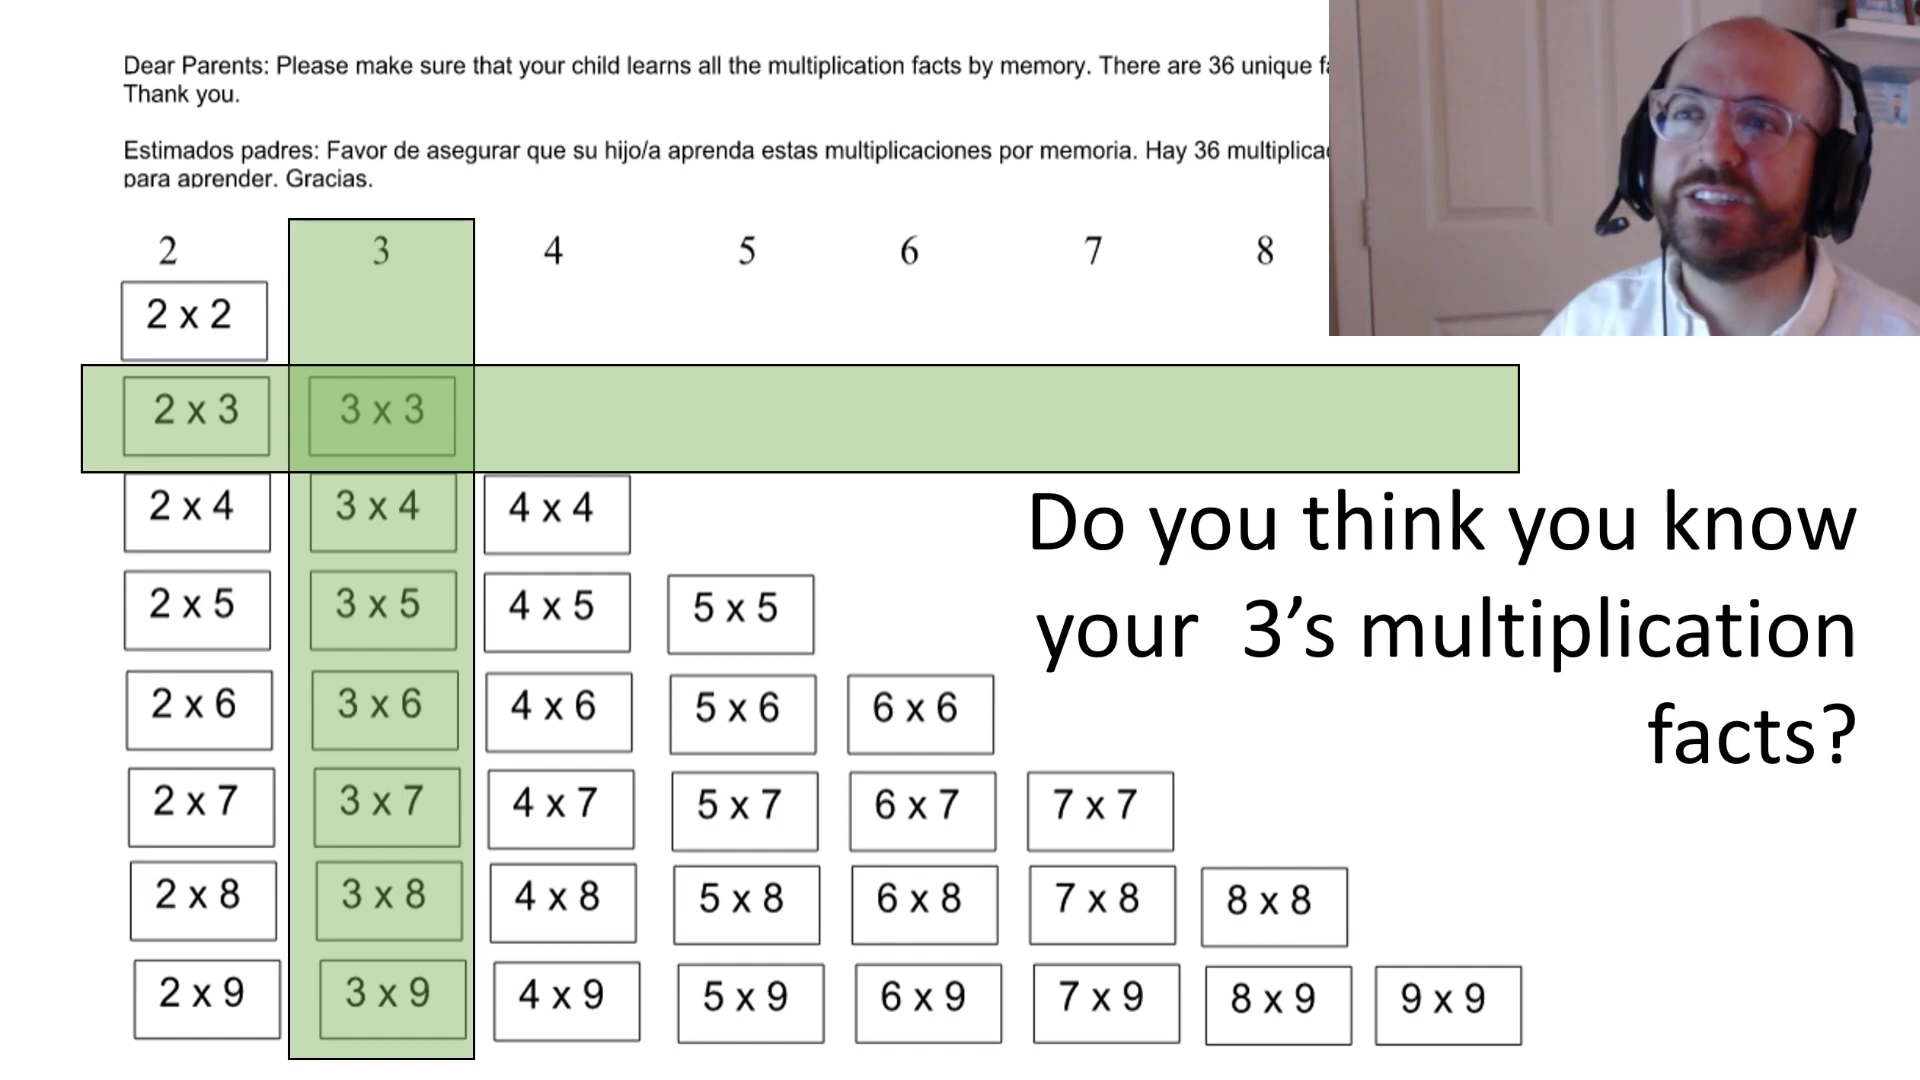 Dear Parents: Please make sure that your child learns all the multiplication facts by memory. There are 36 unique
Thank you.
Estimados padres: Favor de asegurar que su hijo/a aprenda estas multiplicaciones por memoria. Hay 36
para aprender. Gracias.
2 3 4 5 6 7 8
2 x 2
2 x 3 3 x 3
2 x 4 3 x 4 4 x 4
2 x 5 3 x 5 4 x 5 5 x 5
2 x 6 3 x 6 4 x 6 5 x 6 6 x 6
2 x 7 3 x 7 4 x 7 5 x 7 6 x 7 7 x 7
2 x 8 3 x 8 4 x 8 5 x 8 6 x 8 7 x 8 8 x 8
2 x 9 3 x 9 4 x 9 5 x 9 6 x 9 7 x 9 8 x 9 9 x 9
Do you think you know
your 3’s multiplication
facts?